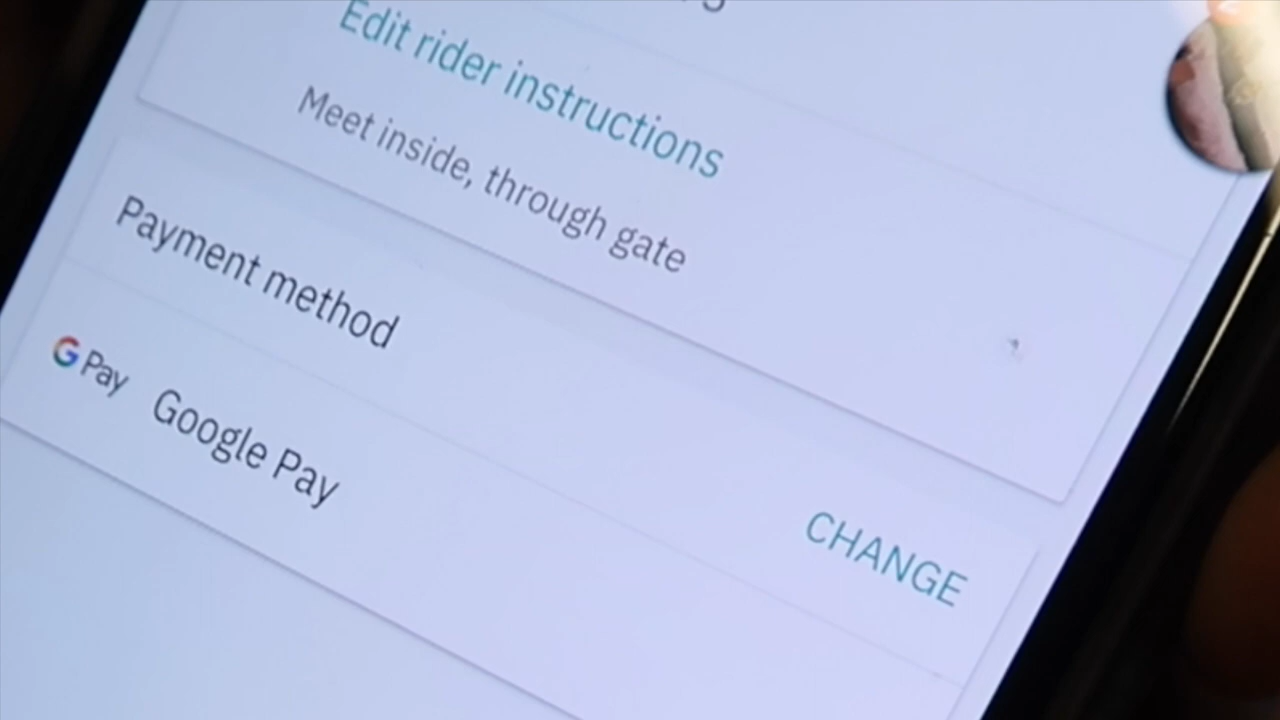 Edit rider instructions
Meet inside, through gate
Payment method
CHANGE
G Pay Google Pay